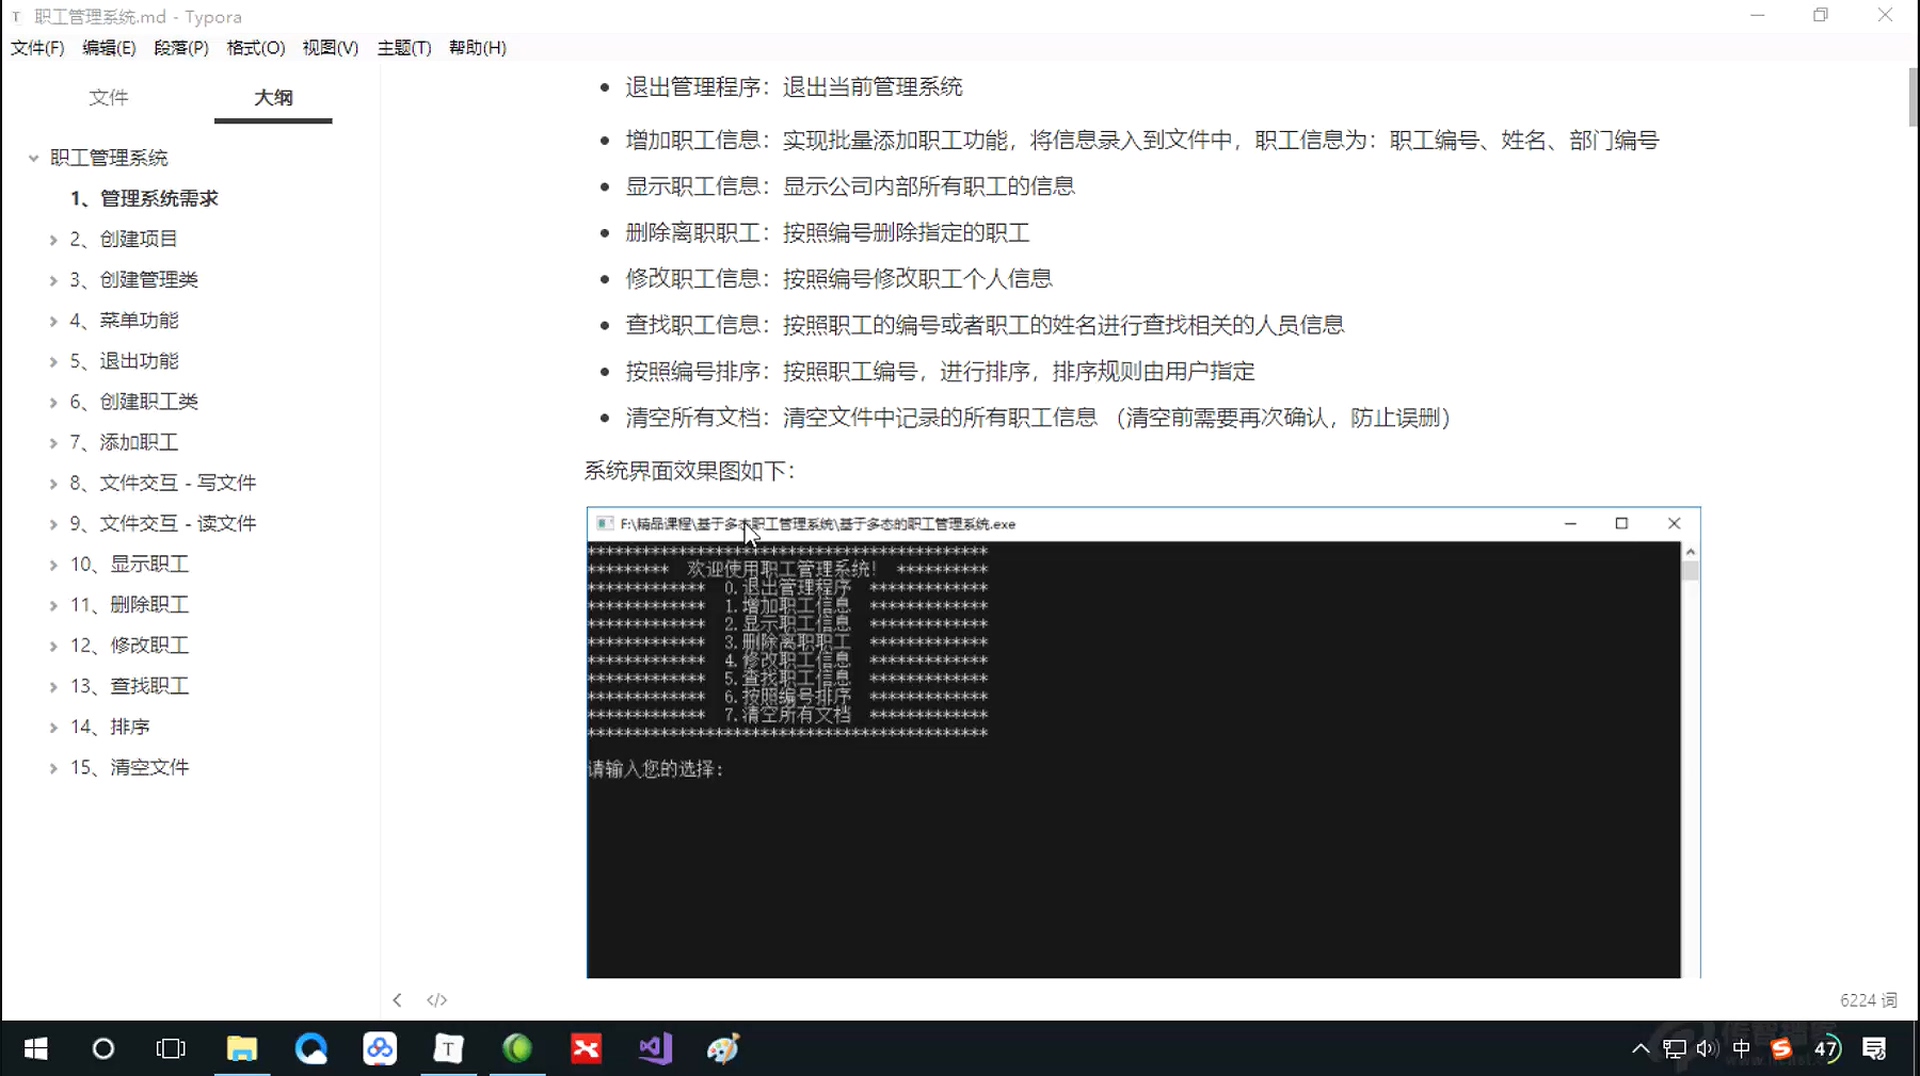 职工管理系统.md - Typora
文件(F) 编辑(E) 段落(P) 格式(O) 视图(V) 主题(T) 帮助(H)
文件 大纲
职工管理系统
1、管理系统需求
2、创建项目
3、创建管理类
4、菜单功能
5、退出功能
6、创建职工类
7、添加职工
8、文件交互 - 写文件
9、文件交互 - 读文件
10、显示职工
11、删除职工
12、修改职工
13、查找职工
14、排序
15、清空文件
退出管理程序：退出当前管理系统
增加职工信息：实现批量添加职工功能，将信息录入到文件中，职工信息为：职工编号、姓名、部门编号
显示职工信息：显示公司内部所有职工的信息
删除离职职工：按照编号删除指定的职工
修改职工信息：按照编号修改职工个人信息
查找职工信息：按照职工的编号或者职工的姓名进行查找相关的人员信息
按照编号排序：按照职工编号，进行排序，排序规则由用户指定
清空所有文档：清空文件中记录的所有职工信息 （清空前需要再次确认，防止误删）
系统界面效果图如下：
F:\精品课程\基于多态职工管理系统\基于多态的职工管理系统.exe
********************************************
********* 欢迎使用职工管理系统！ **********
************* 0.退出管理程序 *************
************* 1.增加职工信息 *************
************* 2.显示职工信息 *************
************* 3.删除离职职工 *************
************* 4.修改职工信息 *************
************* 5.查找职工信息 *************
************* 6.按照编号排序 *************
************* 7.清空所有文档 *************
********************************************
请输入您的选择：
</> 6224 词
中 47